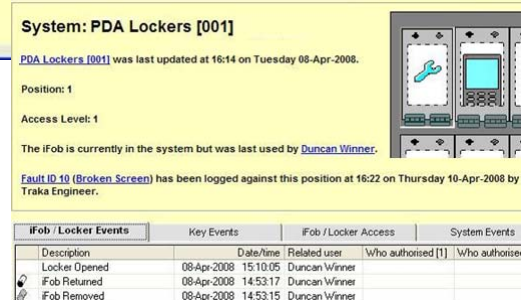 System: PDA Lockers [001]
PDA Lockers [001] was last updated at 16:14 on Tuesday 08-Apr-2008.
Position: 1
Access Level: 1
The iFob is currently in the system but was last used by Duncan Winner.
Fault ID 10 (Broken Screen) has been logged against this position at 16:22 on Thursday 10-Apr-2008 by
Traka Engineer.
iFob / Locker Events Key Events iFob / Locker Access System Events
Description Date/time Related user Who authorised [1] Who authorised
Locker Opened 08-Apr-2008 15:10:05 Duncan Winner
iFob Returned 08-Apr-2008 14:53:17 Duncan Winner
iFob Removed 08-Apr-2008 14:53:15 Duncan Winner